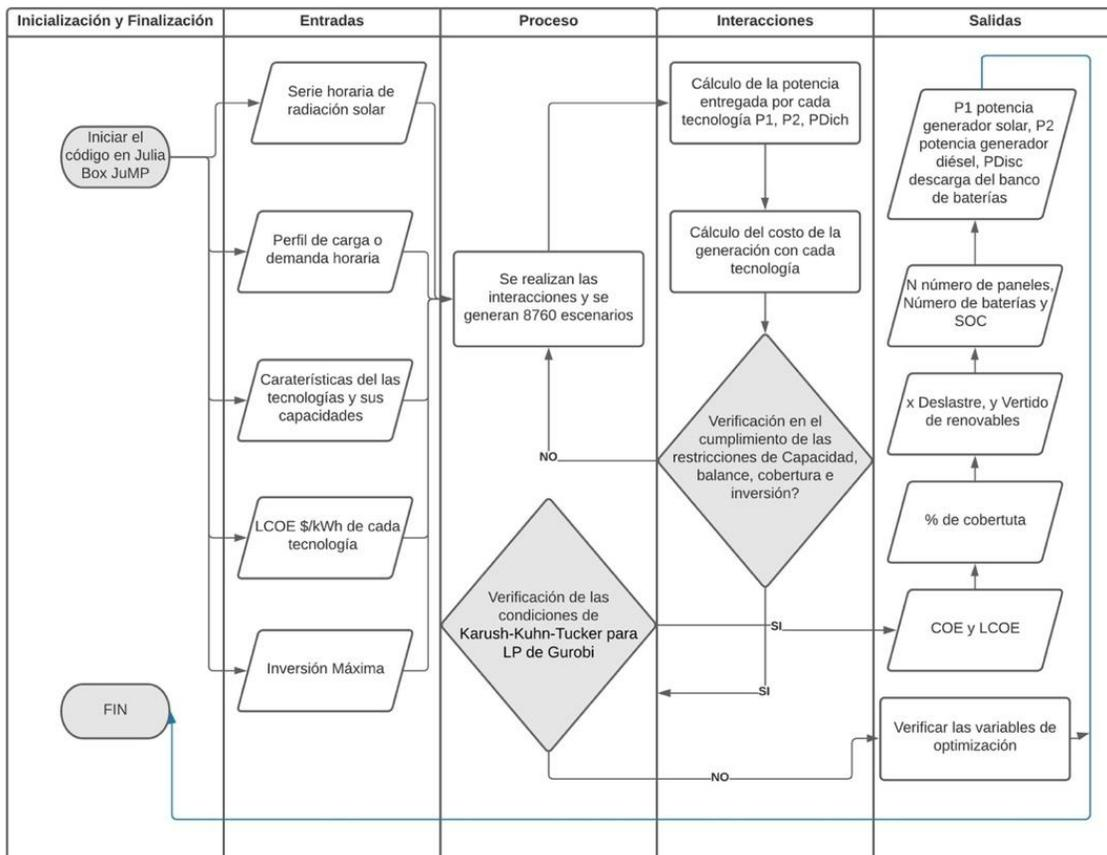 Inicialización y Finalización
Entradas
Proceso
Interacciones
Salidas
Iniciar el
código en Julia
Box JuMP
FIN
Serie horaria de
radiación solar
Perfil de carga o
demanda horaria
Caraterísticas del las
tecnologías y sus
capacidades
LCOE $/kWh de cada
tecnología
Inversión Máxima
Se realizan las
interacciones y se
generan 8760 escenarios
NO
Verificación de las
condiciones de
Karush-Kuhn-Tucker para
LP de Gurobi
Cálculo de la potencia
entregada por cada
tecnología P1, P2, PDich
Cálculo del costo de la
generación con cada
tecnología
Verificación en el
cumplimiento de las
restricciones de Capacidad,
balance, cobertura e
inversión?
SI
SI
NO
P1 potencia
generador solar, P2
potencia generador
diésel, PDisc
descarga del banco
de baterías
N número de paneles,
Número de baterías y
SOC
x Deslastre, y Vertido
de renovables
% de cobertuta
COE y LCOE
Verificar las variables de
optimización